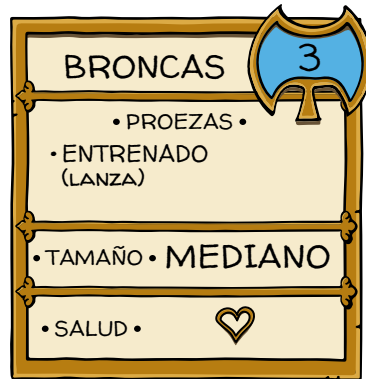 BRONCAS 3
• PROEZAS •
• ENTRENADO
(LANZA)
• TAMAÑO • MEDIANO
• SALUD •